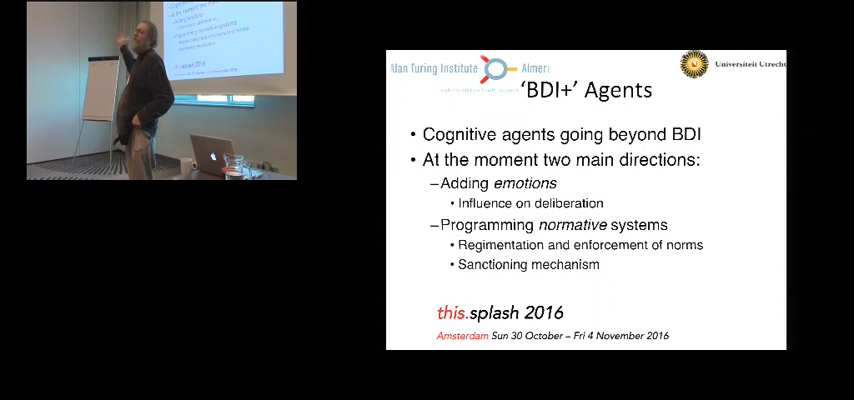 Alan Turing Institute Almere
Universiteit Utrecht
'BDI+' Agents
• Cognitive agents going beyond BDI
• At the moment two main directions:
–Adding emotions
• Influence on deliberation
–Programming normative systems
• Regimentation and enforcement of norms
• Sanctioning mechanism
this.splash 2016
Amsterdam Sun 30 October – Fri 4 November 2016